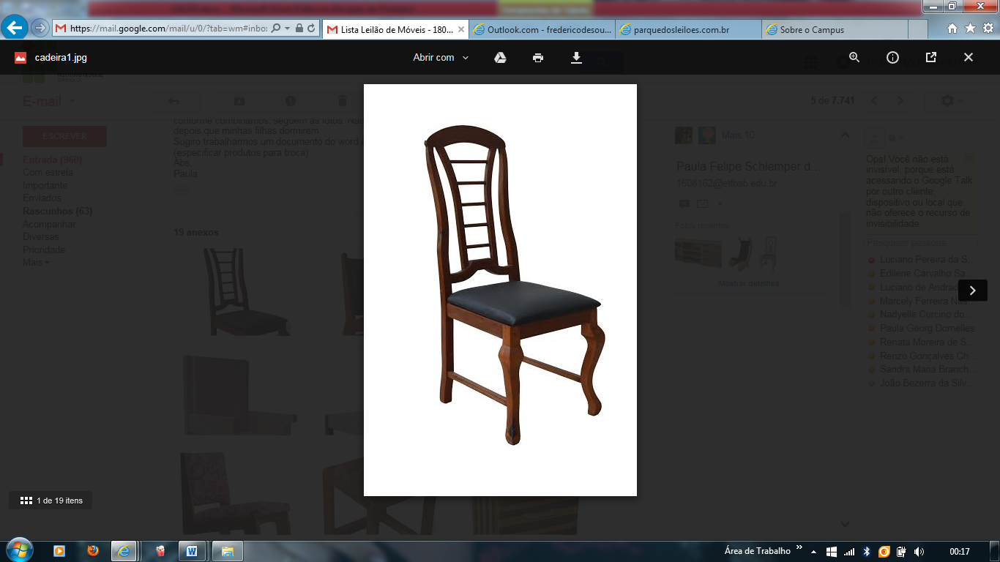 https://mail.google.com/mail/u/0/?tab=wm#inbo
Lista Leilão de Móveis - 180...
Outlook.com - fredericodesou...
parquedosleiloes.com.br
Sobre o Campus
cadeira1.jpg
Abrir com
E-mail
5 de 7.741
conforme combinamos, seguem as fotos. Não
depois que minhas filhas dormirem.
Sugiro trabalharmos um documento do word
(especificar produtos para troca)
Abs,
Paula
ESCREVER
Entrada (960)
Com estrela
Importante
Enviados
Rascunhos (63)
Acompanhar
Diversas
Prioridade
Mais
19 anexos
Mais 10
Paula Felipe Schlemper d...
1608162@etfbsb.edu.br
Fotos recentes
Mostrar detalhes
Ops! Você não está
invisível, porque está
acessando o Google Talk
por outro cliente,
dispositivo ou local que
não oferece o recurso de
invisibilidade.
Pesquisar pessoas...
Luciano Pereira da S...
Edilene Carvalho Sa...
Luciano de Andrad
Marcely Ferreira Nas
Nadyelle Curcino do...
Paula Georg Dornelles
Renata Moreira de S...
Renzo Gonçalves Ch...
Sandra Maria Branch...
João Bezerra da Silv...
1 de 19 itens
Área de Trabalho
00:17